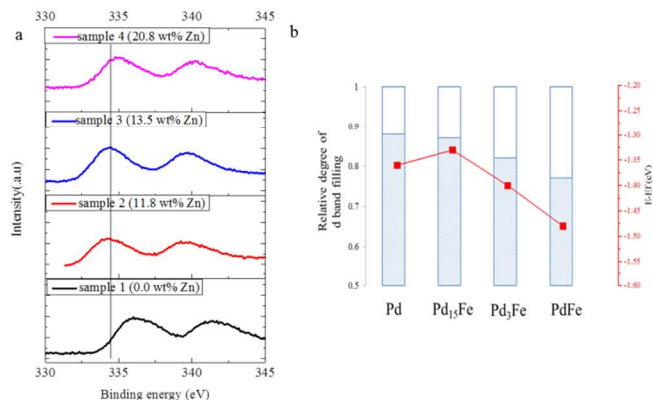 a
330 335 340 345
sample 4 (20.8 wt% Zn)
sample 3 (13.5 wt% Zn)
sample 2 (11.8 wt% Zn)
sample 1 (0.0 wt% Zn)
Intensity(a.u)
330 335 340 345
Binding energy (eV)
b
Relative degree of
d band filling
1
0.9
0.8
0.7
0.6
0.5
Pd Pd₁₅Fe Pd₃Fe PdFe
-1.20
-1.25
-1.30
-1.35
-1.40
-1.45
-1.50
-1.55
-1.60
E-Ef (eV)